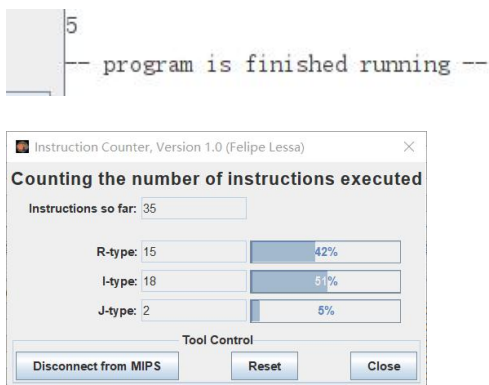 5
-- program is finished running --
Instruction Counter, Version 1.0 (Felipe Lessa)
Counting the number of instructions executed
Instructions so far: 35
R-type: 15 42%
I-type: 18 51%
J-type: 2 5%
Tool Control
Disconnect from MIPS Reset Close